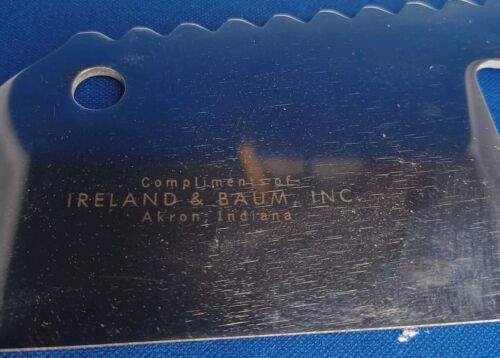 Compliments of
IRELAND & BAUM, INC.
Akron, Indiana